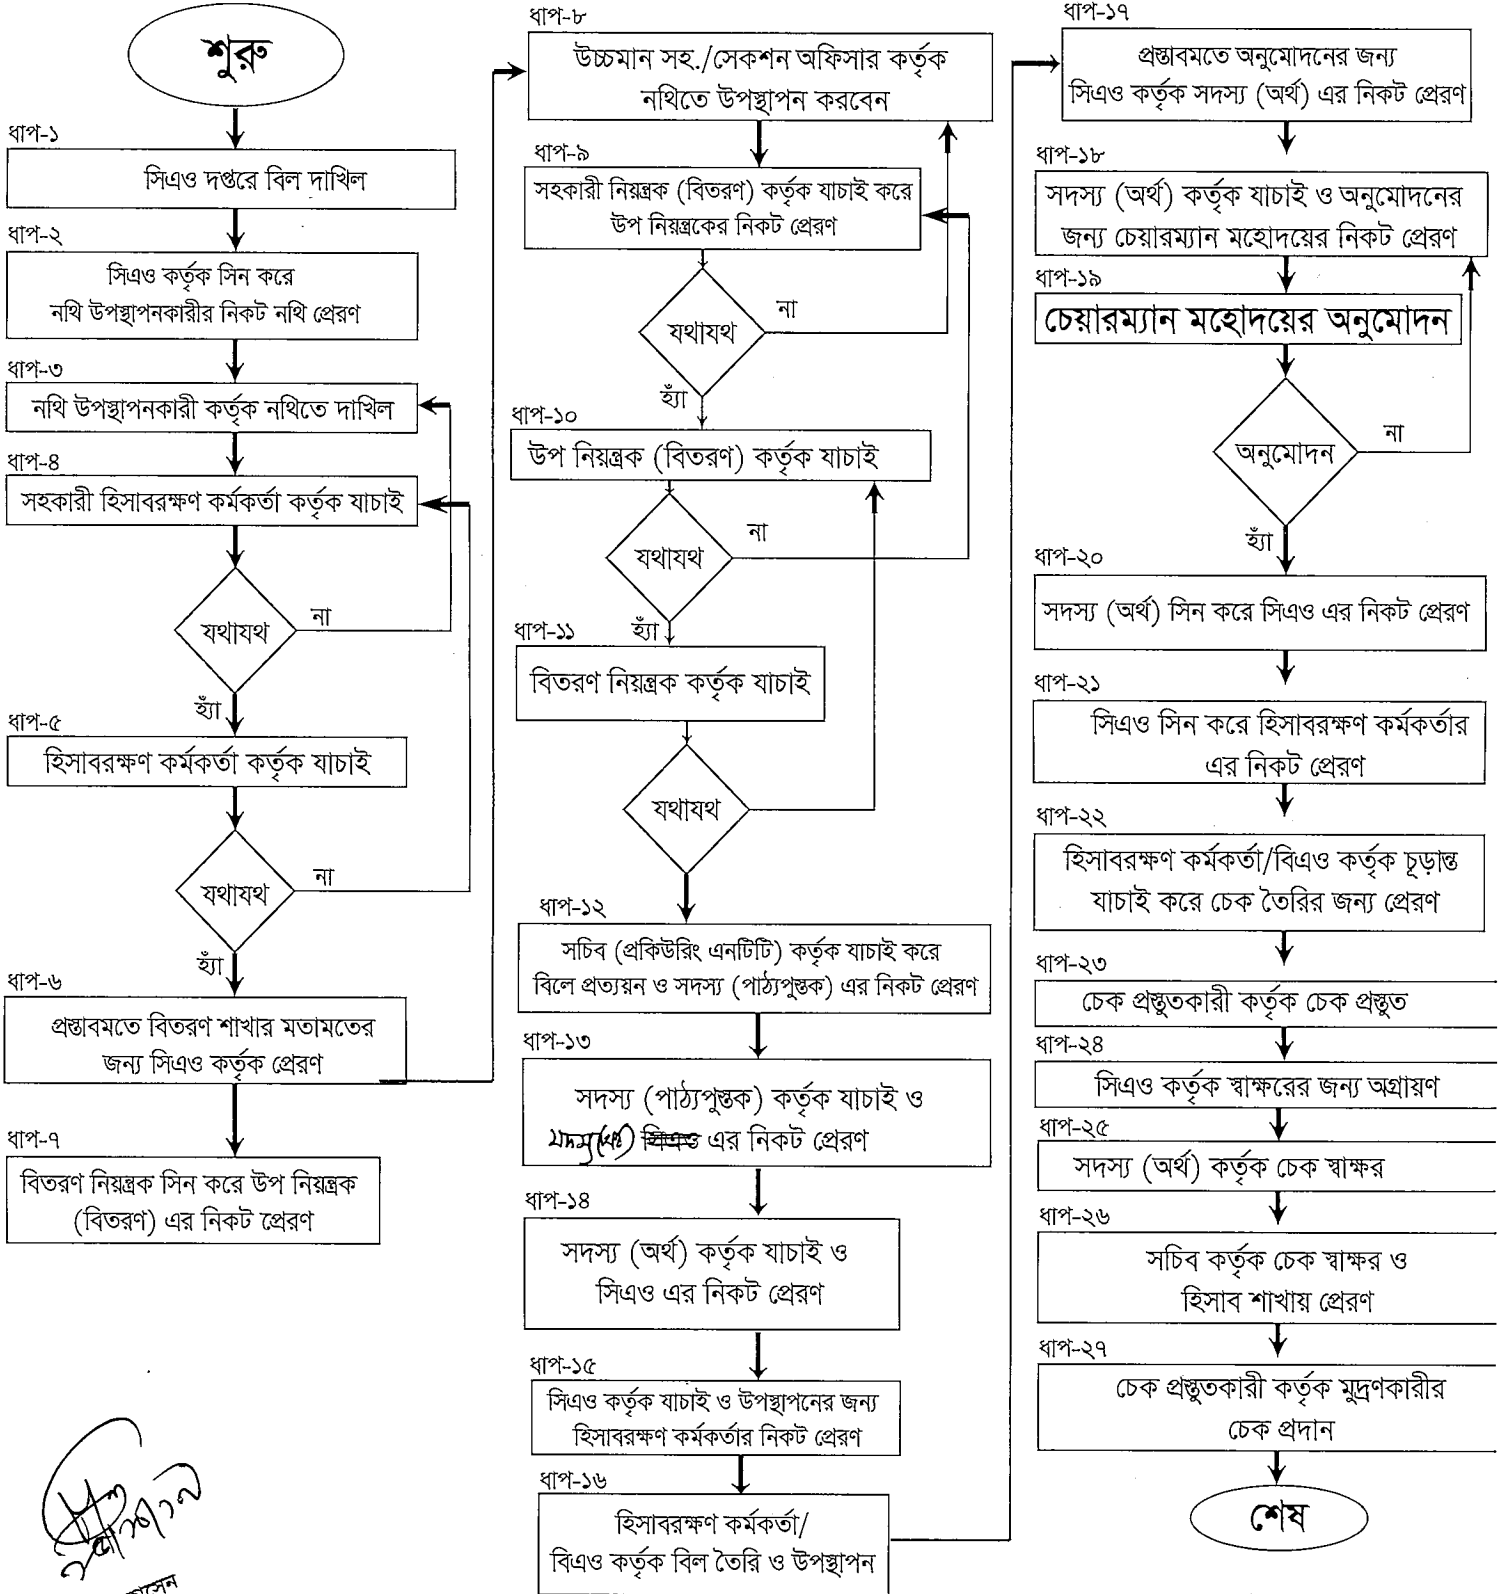 শুরু
ধাপ-১
সিএও দপ্তরে বিল দাখিল
ধাপ-২
সিএও কর্তৃক সিন করে
নথি উপস্থাপনকারীর নিকট নথি প্রেরণ
ধাপ-৩
নথি উপস্থাপনকারী কর্তৃক নথিতে দাখিল
ধাপ-৪
সহকারী হিসাবরক্ষণ কর্মকর্তা কর্তৃক যাচাই
যথাযথ
না
হ্যাঁ
ধাপ-৫
হিসাবরক্ষণ কর্মকর্তা কর্তৃক যাচাই
যথাযথ
না
হ্যাঁ
ধাপ-৬
প্রস্তাবমতে বিতরণ শাখার মতামতের
জন্য সিএও কর্তৃক প্রেরণ
ধাপ-৭
বিতরণ নিয়ন্ত্রক সিন করে উপ নিয়ন্ত্রক
(বিতরণ) এর নিকট প্রেরণ
ধাপ-৮
উচ্চমান সহ./সেকশন অফিসার কর্তৃক
নথিতে উপস্থাপন করবেন
ধাপ-৯
সহকারী নিয়ন্ত্রক (বিতরণ) কর্তৃক যাচাই করে
উপ নিয়ন্ত্রকের নিকট প্রেরণ
যথাযথ
না
হ্যাঁ
ধাপ-১০
উপ নিয়ন্ত্রক (বিতরণ) কর্তৃক যাচাই
যথাযথ
না
হ্যাঁ
ধাপ-১১
বিতরণ নিয়ন্ত্রক কর্তৃক যাচাই
যথাযথ
ধাপ-১২
সচিব (প্রকিউরিং এনটিটি) কর্তৃক যাচাই করে
বিলে প্রত্যয়ন ও সদস্য (পাঠ্যপুস্তক) এর নিকট প্রেরণ
ধাপ-১৩
সদস্য (পাঠ্যপুস্তক) কর্তৃক যাচাই ও
সিএও এর নিকট প্রেরণ
ধাপ-১৪
সদস্য (অর্থ) কর্তৃক যাচাই ও
সিএও এর নিকট প্রেরণ
ধাপ-১৫
সিএও কর্তৃক যাচাই ও উপস্থাপনের জন্য
হিসাবরক্ষণ কর্মকর্তার নিকট প্রেরণ
ধাপ-১৬
হিসাবরক্ষণ কর্মকর্তা/
বিএও কর্তৃক বিল তৈরি ও উপস্থাপন
ধাপ-১৭
প্রস্তাবমতে অনুমোদনের জন্য
সিএও কর্তৃক সদস্য (অর্থ) এর নিকট প্রেরণ
ধাপ-১৮
সদস্য (অর্থ) কর্তৃক যাচাই ও অনুমোদনের
জন্য চেয়ারম্যান মহোদয়ের নিকট প্রেরণ
ধাপ-১৯
চেয়ারম্যান মহোদয়ের অনুমোদন
অনুমোদন
না
হ্যাঁ
ধাপ-২০
সদস্য (অর্থ) সিন করে সিএও এর নিকট প্রেরণ
ধাপ-২১
সিএও সিন করে হিসাবরক্ষণ কর্মকর্তার
এর নিকট প্রেরণ
ধাপ-২২
হিসাবরক্ষণ কর্মকর্তা/বিএও কর্তৃক চূড়ান্ত
যাচাই করে চেক তৈরির জন্য প্রেরণ
ধাপ-২৩
চেক প্রস্তুতকারী কর্তৃক চেক প্রস্তুত
ধাপ-২৪
সিএও কর্তৃক স্বাক্ষরের জন্য অগ্রায়ণ
ধাপ-২৫
সদস্য (অর্থ) কর্তৃক চেক স্বাক্ষর
ধাপ-২৬
সচিব কর্তৃক চেক স্বাক্ষর ও
হিসাব শাখায় প্রেরণ
ধাপ-২৭
চেক প্রস্তুতকারী কর্তৃক মুদ্রণকারীর
চেক প্রদান
শেষ